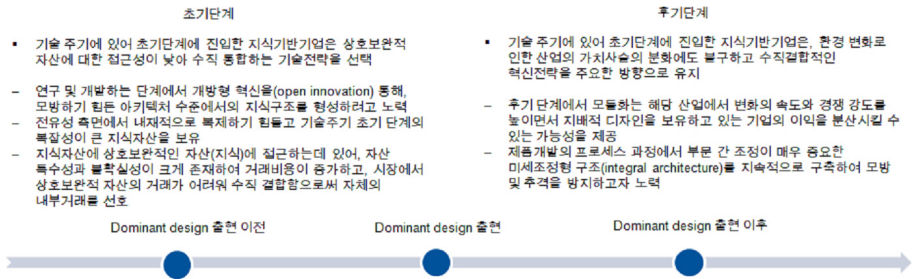 초기단계
▪ 기술 주기에 있어 초기단계에 진입한 지식기반기업은 상호보완적
자산에 대한 접근성이 낮아 수직 통합하는 기술전략을 선택
– 연구 및 개발하는 단계에서 개방형 혁신을(open innovation) 통해,
모방하기 힘든 아키텍처 수준에서의 지식구조를 형성하려고 노력
– 전유성 측면에서 내재적으로 복제하기 힘들고 기술주기 초기 단계의
복잡성이 큰 지식자산을 보유
– 지식자산에 상호보완적인 자산(지식)에 접근하는데 있어, 자산
특수성과 불확실성이 크게 존재하여 거래비용이 증가하고, 시장에서
상호보완적 자산의 거래가 어려워 수직 결합함으로써 자체의
내부거래를 선호
후기단계
▪ 기술 주기에 있어 초기단계에 진입한 지식기반기업은, 환경 변화로
인한 산업의 가치사슬의 분화에도 불구하고 수직결합적인
혁신전략을 주요한 방향으로 유지
– 후기 단계에서 모듈화는 해당 산업에서 변화의 속도와 경쟁 강도를
높이면서 지배적 디자인을 보유하고 있는 기업의 이익을 분산시킬 수
있는 가능성을 제공
– 제품개발의 프로세스 과정에서 부문 간 조정이 매우 중요한
미세조정형 구조(integral architecture)를 지속적으로 구축하여 모방
및 추격을 방지하고자 노력
Dominant design 출현 이전
Dominant design 출현
Dominant design 출현 이후